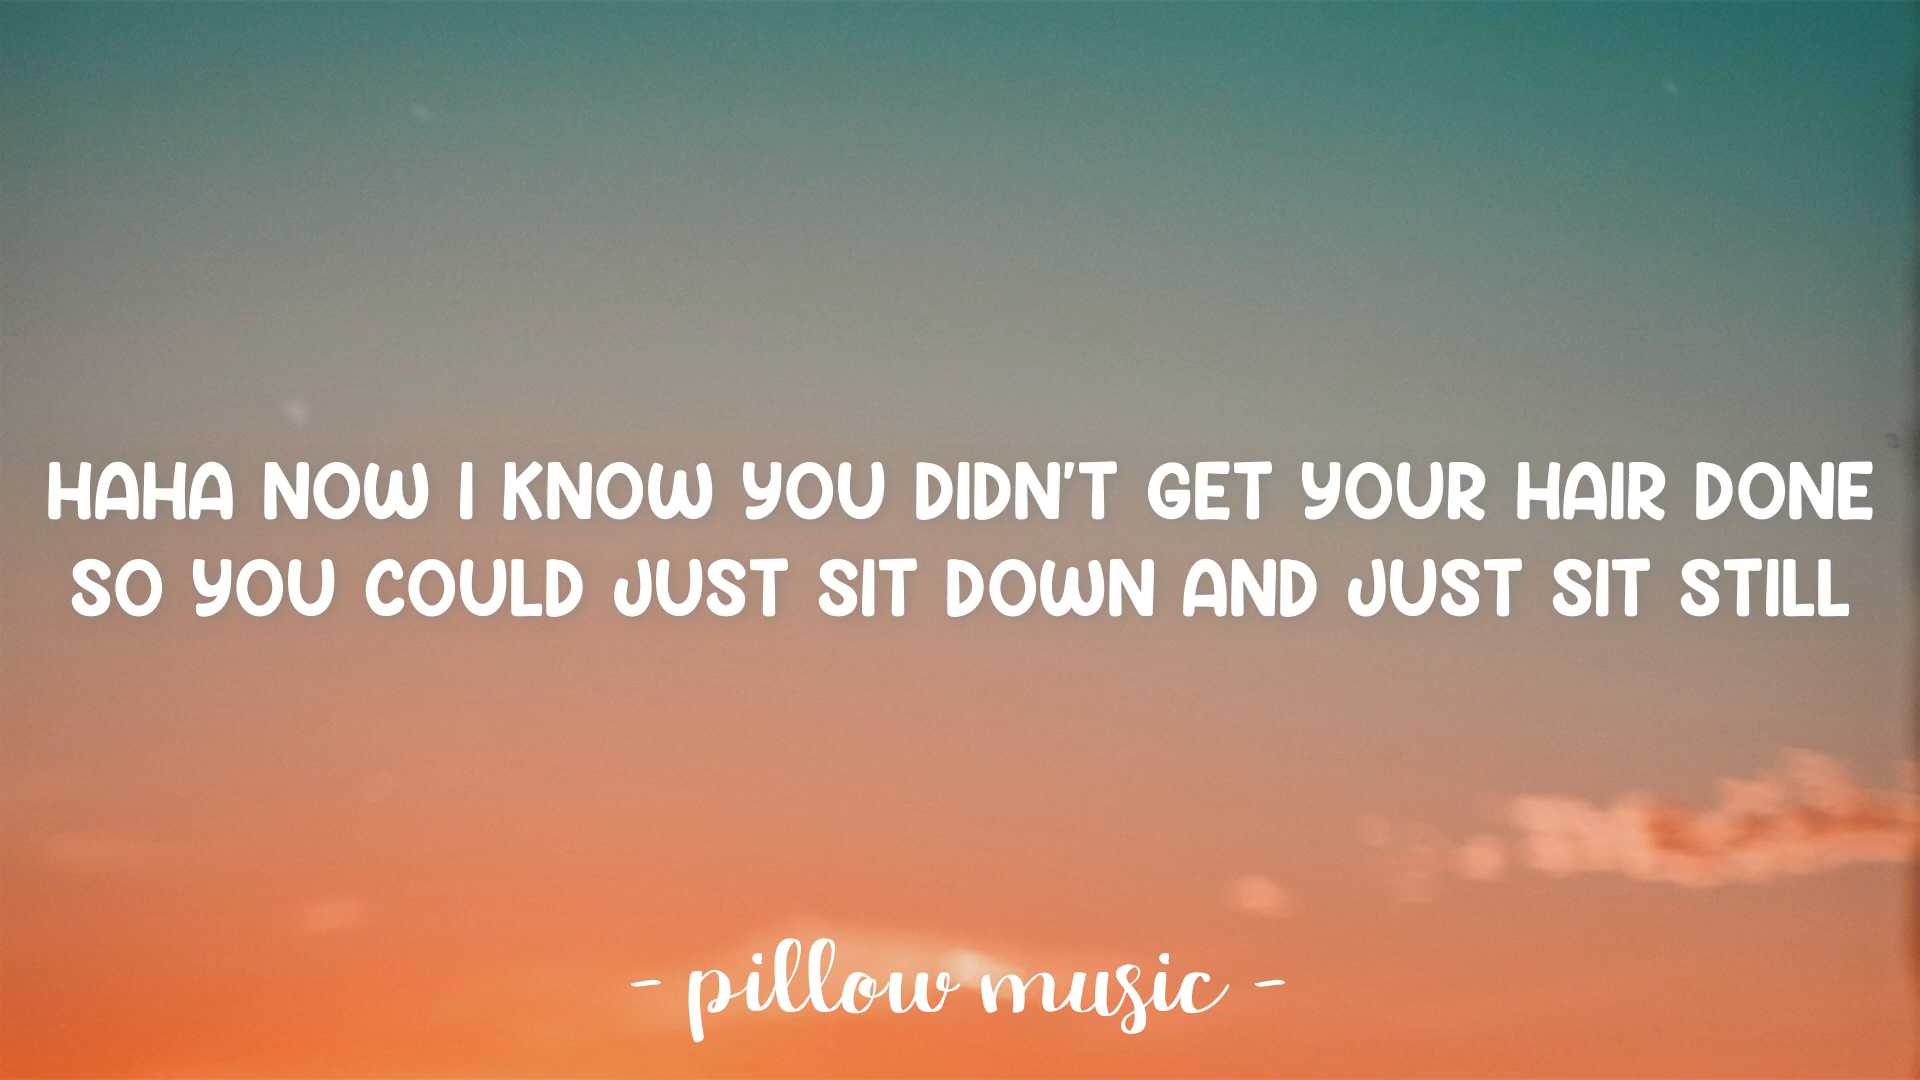 HAHA NOW I KNOW YOU DIDN'T GET YOUR HAIR DONE
SO YOU COULD JUST SIT DOWN AND JUST SIT STILL
- pillow music -